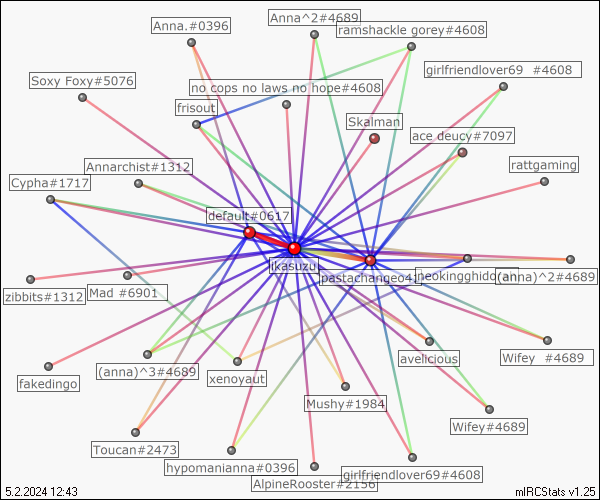 Anna.#0396
Anna^2#4689
ramshackle gorey#4608
girlfriendlover69 #4608
Soxy Foxy#5076
no cops no laws no hope#4608
frisout
Skalman
ace deucy#7097
Annarchist#1312
rattgaming
Cypha#1717
default#0617
ikasuzu
pastachangeo4
neokinghidd
(anna)^2#4689
zibbits#1312
Mad #6901
avelicious
Wifey #4689
fakedingo
(anna)^3#4689
xenoyaut
Mushy#1984
Wifey#4689
Toucan#2473
hypomanianna#0396
girlfriendlover69#4608
AlpineRooster#2156
5.2.2024 12:43
mIRCStats v1.25